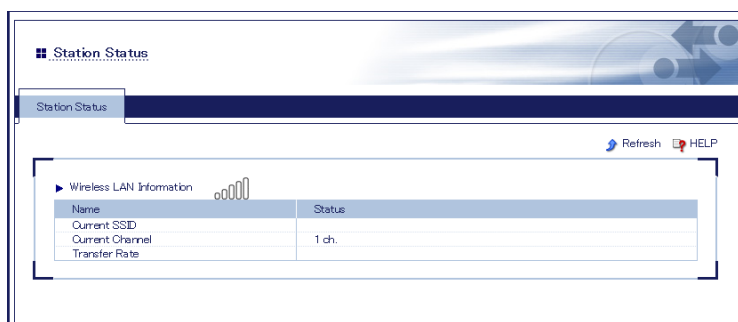 Station Status
Station Status
Refresh HELP
Wireless LAN Information
Name Status
Current SSID
Current Channel 1 ch.
Transfer Rate